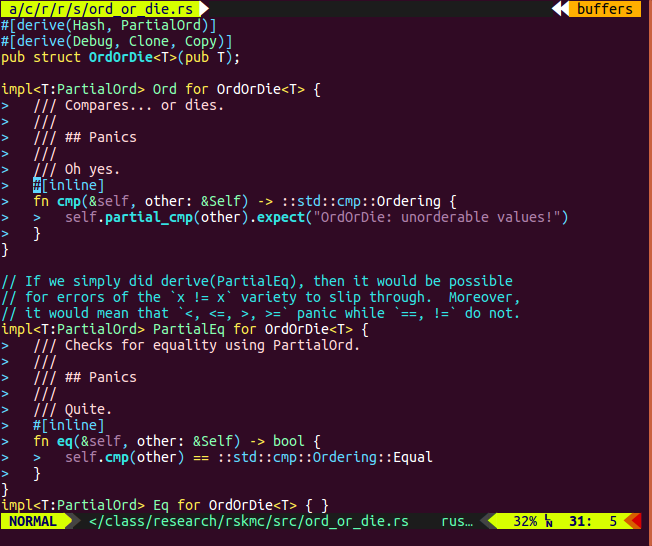 a/c/r/r/s/ord_or_die.rs buffers
#[derive(Hash, PartialOrd)]
#[derive(Debug, Clone, Copy)]
pub struct OrdOrDie<T>(pub T);

impl<T:PartialOrd> Ord for OrdOrDie<T> {
>   /// Compares... or dies.
>   ///
>   /// ## Panics
>   ///
>   /// Oh yes.
>   #[inline]
>   fn cmp(&self, other: &Self) -> ::std::cmp::Ordering {
>   >   self.partial_cmp(other).expect("OrdOrDie: unorderable values!")
>   }
}

// If we simply did derive(PartialEq), then it would be possible
// for errors of the `x != x` variety to slip through.  Moreover,
// it would mean that `<, <=, >, >=` panic while `==, !=` do not.
impl<T:PartialOrd> PartialEq for OrdOrDie<T> {
>   /// Checks for equality using PartialOrd.
>   ///
>   /// ## Panics
>   ///
>   /// Quite.
>   #[inline]
>   fn eq(&self, other: &Self) -> bool {
>   >   self.cmp(other) == ::std::cmp::Ordering::Equal
>   }
}
impl<T:PartialOrd> Eq for OrdOrDie<T> { }
NORMAL </class/research/rskmc/src/ord_or_die.rs rus… 32% LN 31: 5